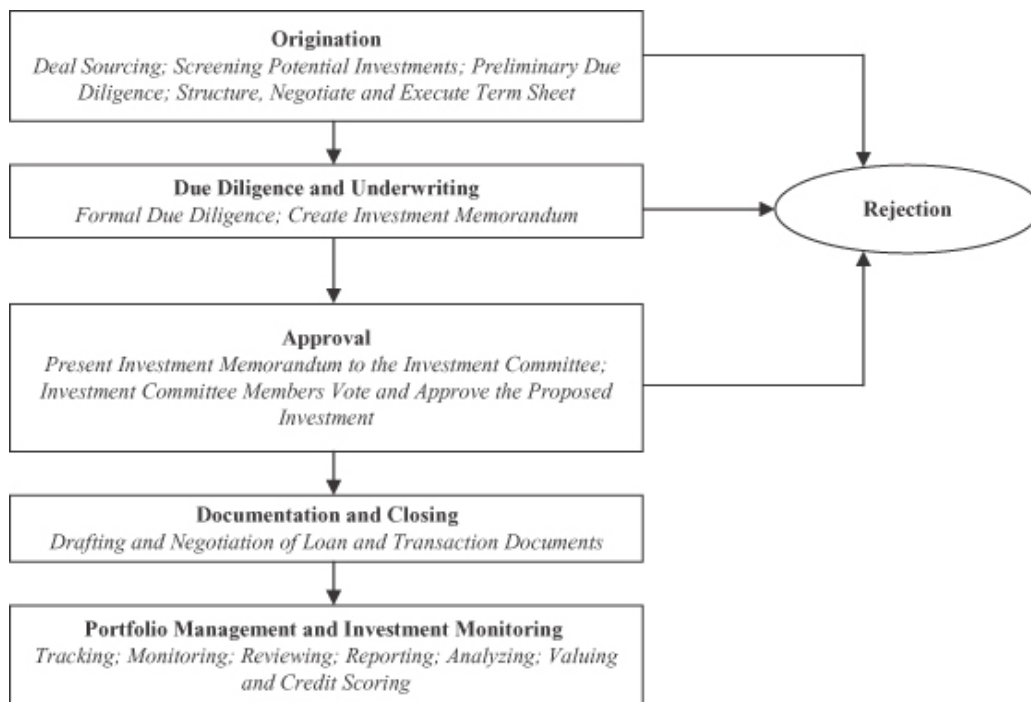 Origination
Deal Sourcing; Screening Potential Investments; Preliminary Due
Diligence; Structure, Negotiate and Execute Term Sheet
Due Diligence and Underwriting
Formal Due Diligence; Create Investment Memorandum
Rejection
Approval
Present Investment Memorandum to the Investment Committee;
Investment Committee Members Vote and Approve the Proposed
Investment
Documentation and Closing
Drafting and Negotiation of Loan and Transaction Documents
Portfolio Management and Investment Monitoring
Tracking; Monitoring; Reviewing; Reporting; Analyzing; Valuing
and Credit Scoring